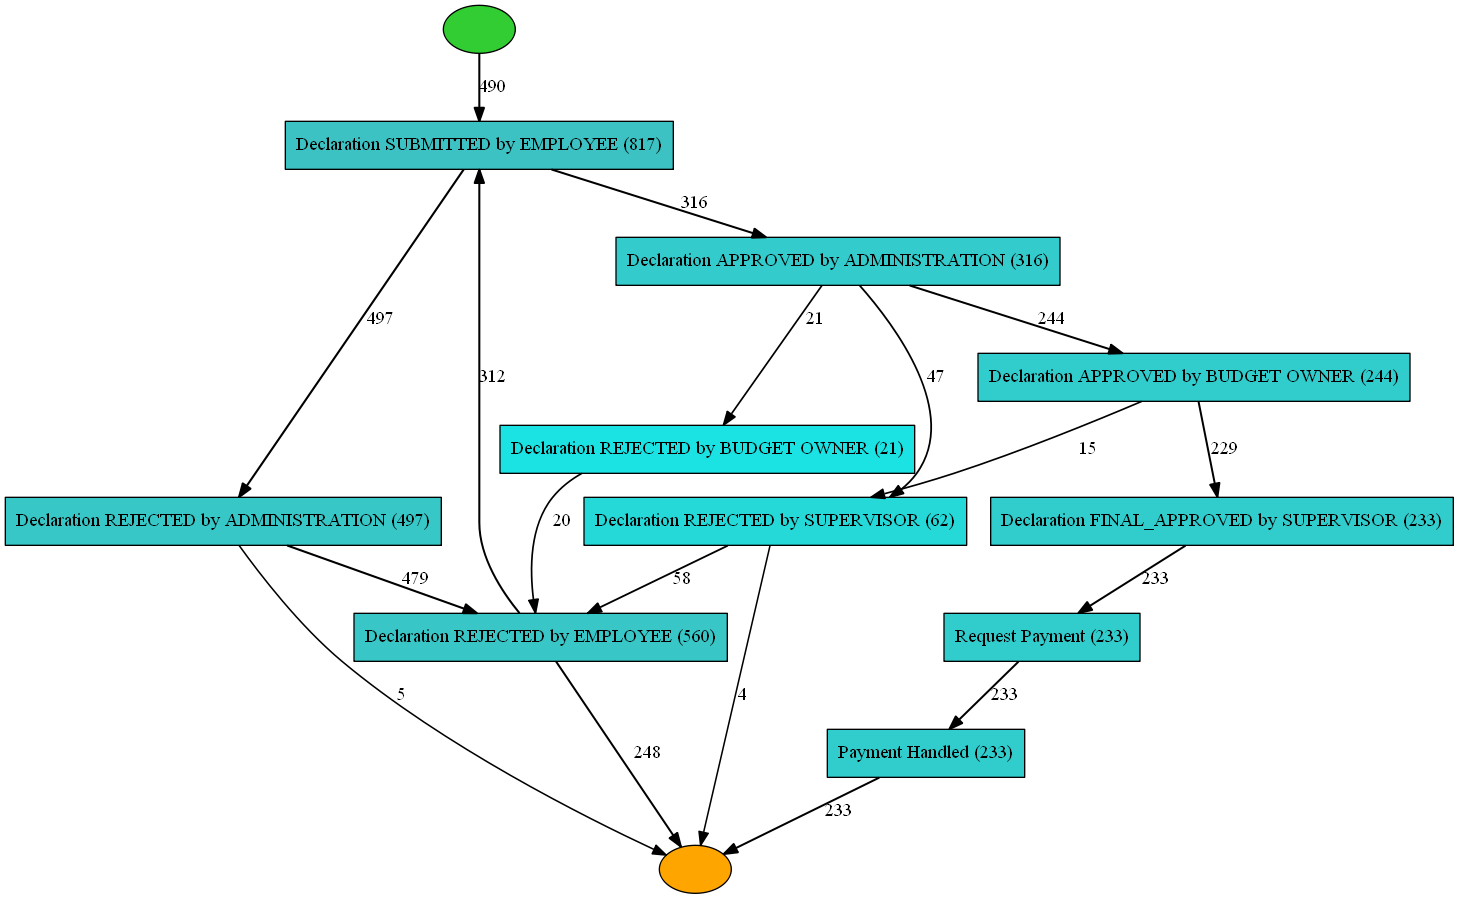 490
Declaration SUBMITTED by EMPLOYEE (817)
316
Declaration APPROVED by ADMINISTRATION (316)
497
21
244
312
47
Declaration APPROVED by BUDGET OWNER (244)
Declaration REJECTED by BUDGET OWNER (21)
15
229
Declaration REJECTED by ADMINISTRATION (497)
20
Declaration REJECTED by SUPERVISOR (62)
Declaration FINAL_APPROVED by SUPERVISOR (233)
479
58
233
Declaration REJECTED by EMPLOYEE (560)
Request Payment (233)
5
4
233
248
Payment Handled (233)
233